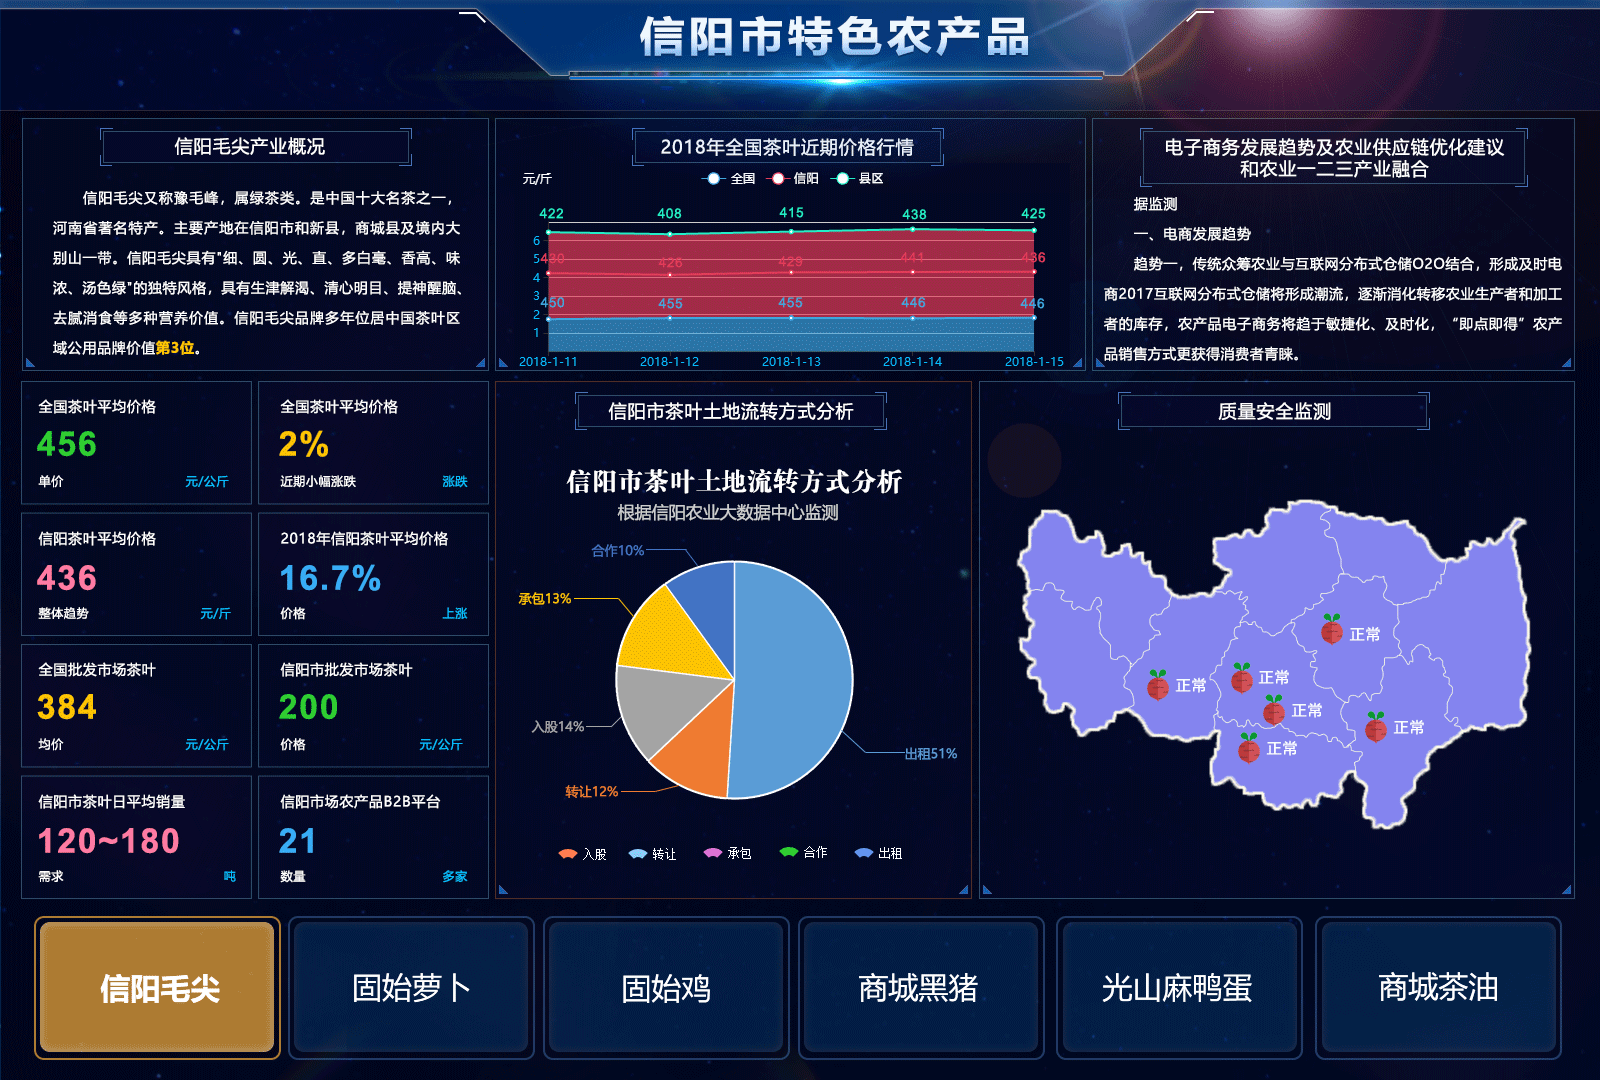 信阳市特色农产品
信阳毛尖产业概况
信阳毛尖又称豫毛峰，属绿茶类。是中国十大名茶之一，
河南省著名特产。主要产地在信阳市和新县，商城县及境内大
别山一带。信阳毛尖具有"细、圆、光、直、多白毫、香高、味
浓、汤色绿"的独特风格，具有生津解渴、清心明目、提神醒脑、
去腻消食等多种营养价值。信阳毛尖品牌多年位居中国茶叶区
域公用品牌价值第3位。
2018年全国茶叶近期价格行情
元/斤
全国 信阳 县区
422 408 415 438 425
6
5
430 426 429 441 436
4
3
450 455 455 446 446
2
1
2018-1-11 2018-1-12 2018-1-13 2018-1-14 2018-1-15
电子商务发展趋势及农业供应链优化建议
和农业一二三产业融合
据监测
一、电商发展趋势
趋势一，传统众筹农业与互联网分布式仓储O2O结合，形成及时电
商2017互联网分布式仓储将形成潮流，逐渐消化转移农业生产者和加工
者的库存，农产品电子商务将趋于敏捷化、及时化，“即点即得”农产
品销售方式更获得消费者青睐。
全国茶叶平均价格
456
单价 元/公斤
全国茶叶平均价格
2%
近期小幅涨跌 涨跌
信阳茶叶平均价格
436
整体趋势 元/斤
2018年信阳茶叶平均价格
16.7%
价格 上涨
全国批发市场茶叶
384
均价 元/公斤
信阳市批发市场茶叶
200
价格 元/公斤
信阳市茶叶日平均销量
120~180
需求 吨
信阳市场农产品B2B平台
21
数量 多家
信阳市茶叶土地流转方式分析
信阳市茶叶土地流转方式分析
根据信阳农业大数据中心监测
合作10%
承包13%
入股14%
出租51%
转让12%
入股 转让 承包 合作 出租
质量安全监测
正常
正常
正常
正常
正常
正常
信阳毛尖 固始萝卜 固始鸡 商城黑猪 光山麻鸭蛋 商城茶油